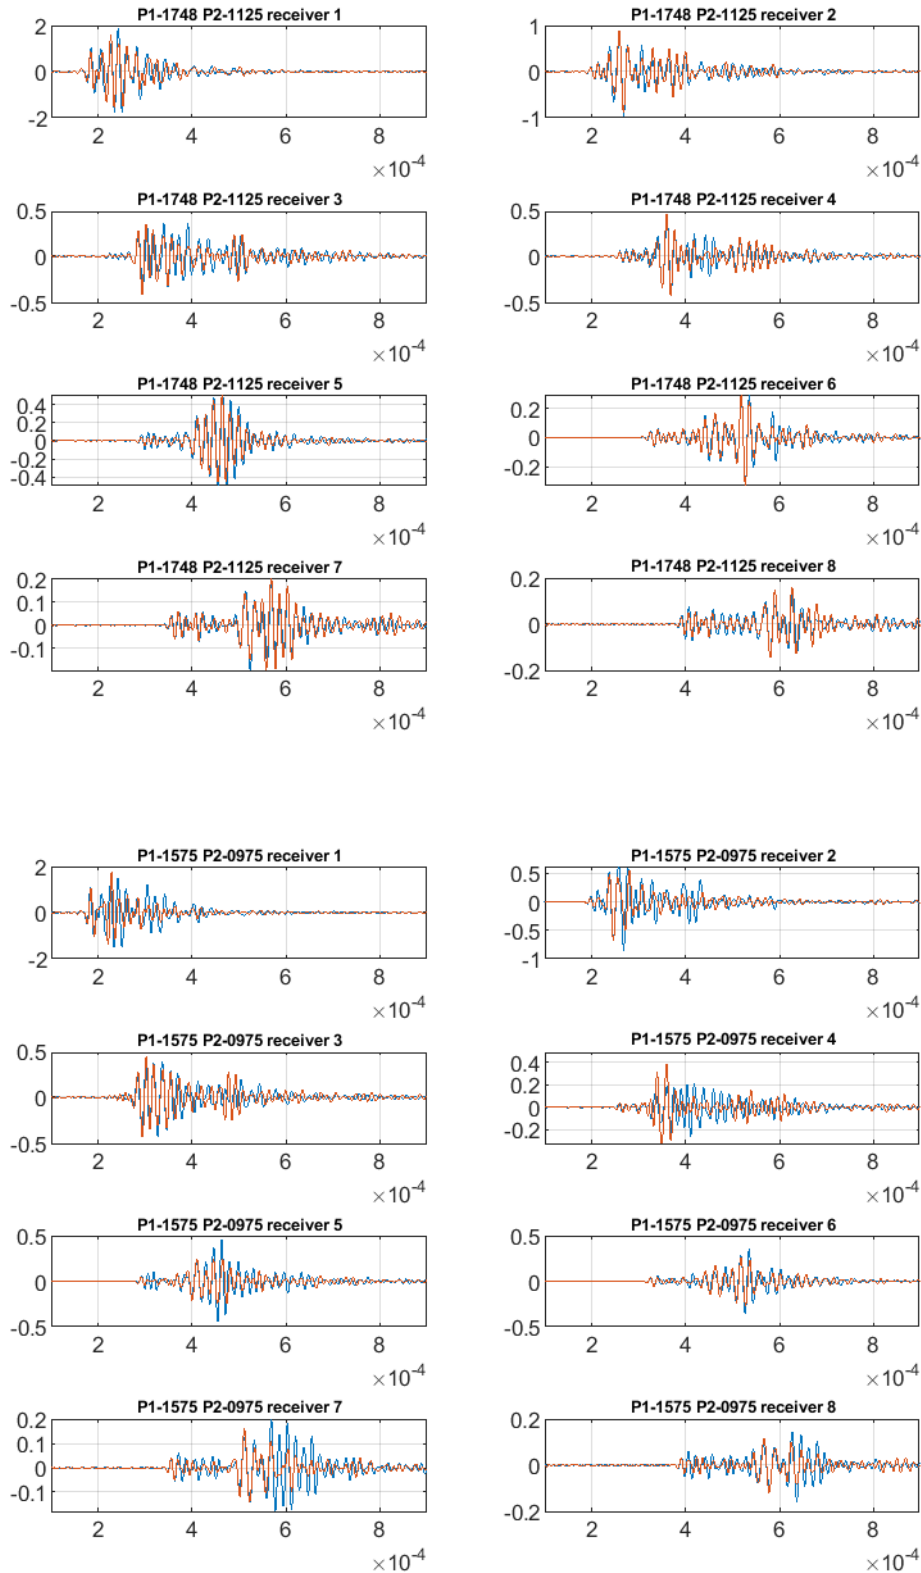 P1-1748 P2-1125 receiver 1
P1-1748 P2-1125 receiver 2
2
0
-2
2 4 6 8
×10-4
1
0
-1
2 4 6 8
×10-4
P1-1748 P2-1125 receiver 3
P1-1748 P2-1125 receiver 4
0.5
0
-0.5
2 4 6 8
×10-4
0.5
0
-0.5
2 4 6 8
×10-4
P1-1748 P2-1125 receiver 5
P1-1748 P2-1125 receiver 6
0.4
0.2
0
-0.2
-0.4
2 4 6 8
×10-4
0.2
0
-0.2
2 4 6 8
×10-4
P1-1748 P2-1125 receiver 7
P1-1748 P2-1125 receiver 8
0.2
0.1
0
-0.1
2 4 6 8
×10-4
0.2
0
-0.2
2 4 6 8
×10-4
P1-1575 P2-0975 receiver 1
P1-1575 P2-0975 receiver 2
2
0
-2
2 4 6 8
×10-4
0.5
0
-0.5
-1
2 4 6 8
×10-4
P1-1575 P2-0975 receiver 3
P1-1575 P2-0975 receiver 4
0.5
0
-0.5
2 4 6 8
×10-4
0.4
0.2
0
-0.2
2 4 6 8
×10-4
P1-1575 P2-0975 receiver 5
P1-1575 P2-0975 receiver 6
0.5
0
-0.5
2 4 6 8
×10-4
0.5
0
-0.5
2 4 6 8
×10-4
P1-1575 P2-0975 receiver 7
P1-1575 P2-0975 receiver 8
0.2
0.1
0
-0.1
2 4 6 8
×10-4
0.2
0
-0.2
2 4 6 8
×10-4